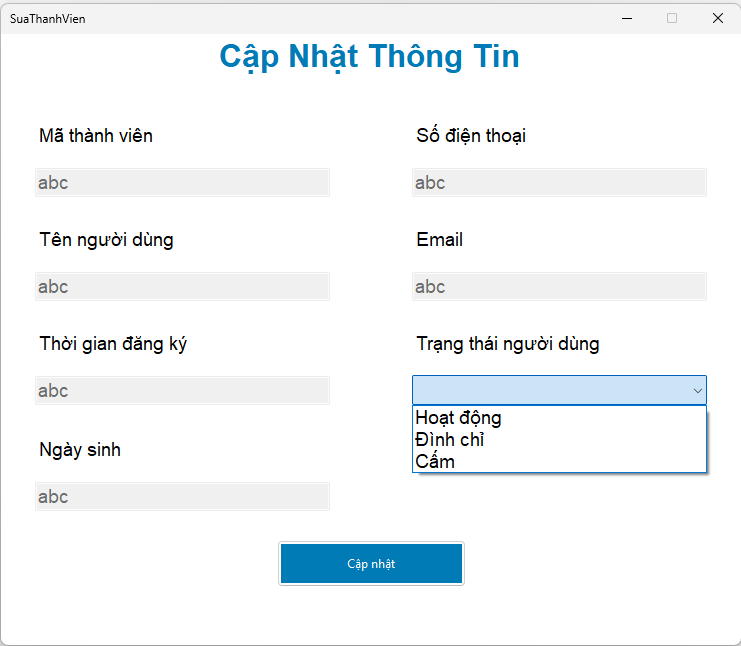 SuaThanhVien
Cập Nhật Thông Tin
Mã thành viên
abc
Số điện thoại
abc
Tên người dùng
abc
Email
abc
Thời gian đăng ký
abc
Trạng thái người dùng
Hoạt động
Đình chỉ
Cấm
Ngày sinh
abc
Cập nhật